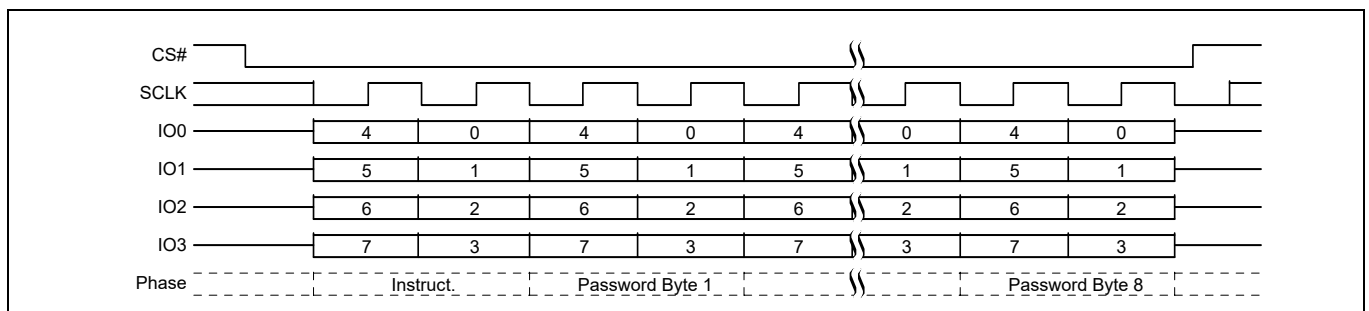 CS#
SCLK
IO0 4 0 4 0 4 0 4 0
IO1 5 1 5 1 5 1 5 1
IO2 6 2 6 2 6 2 6 2
IO3 7 3 7 3 7 3 7 3
Phase Instruct. Password Byte 1 Password Byte 8